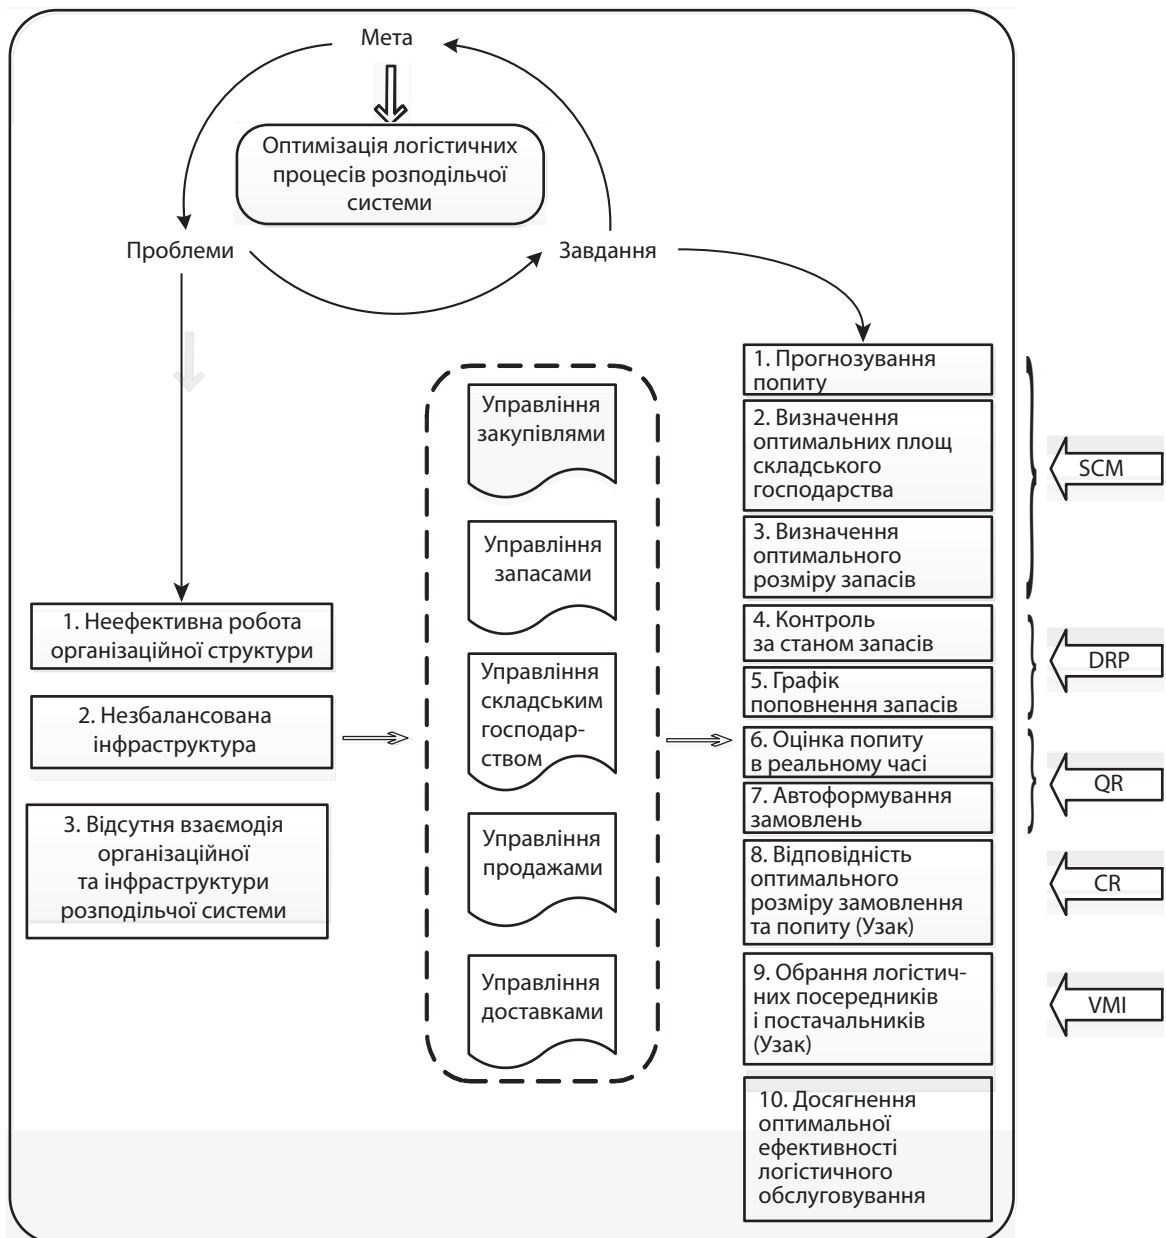 Мета
Оптимізація логістичних
процесів розподільчої
системи
Проблеми
Завдання
1. Неефективна робота
організаційної структури
2. Незбалансована
інфраструктура
3. Відсутня взаємодія
організаційної
та інфраструктури
розподільчої системи
Управління
закупівлями
Управління
запасами
Управління
складським
господар-
ством
Управління
продажами
Управління
доставками
1. Прогнозування
попиту
2. Визначення
оптимальних площ
складського
господарства
3. Визначення
оптимального
розміру запасів
4. Контроль
за станом запасів
5. Графік
поповнення запасів
6. Оцінка попиту
в реальному часі
7. Автоформування
замовлень
8. Відповідність
оптимального
розміру замовлення
та попиту (Узак)
9. Обрання логістич-
них посередників
і постачальників
(Узак)
10. Досягнення
оптимальної
ефективності
логістичного
обслуговування
SCM
DRP
QR
CR
VMI